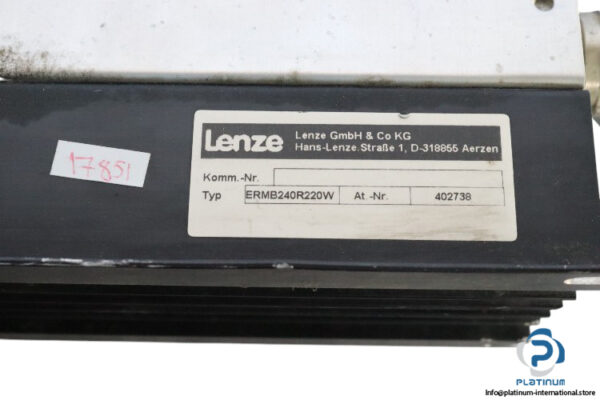 Lenze
Lenze GmbH & Co KG
Hans-Lenze.Straße 1, D-318855 Aerzen
17851
Komm.-Nr.
Typ ERMB240R220W At.-Nr. 402738
PLATINUM
Info@platinum-international.store